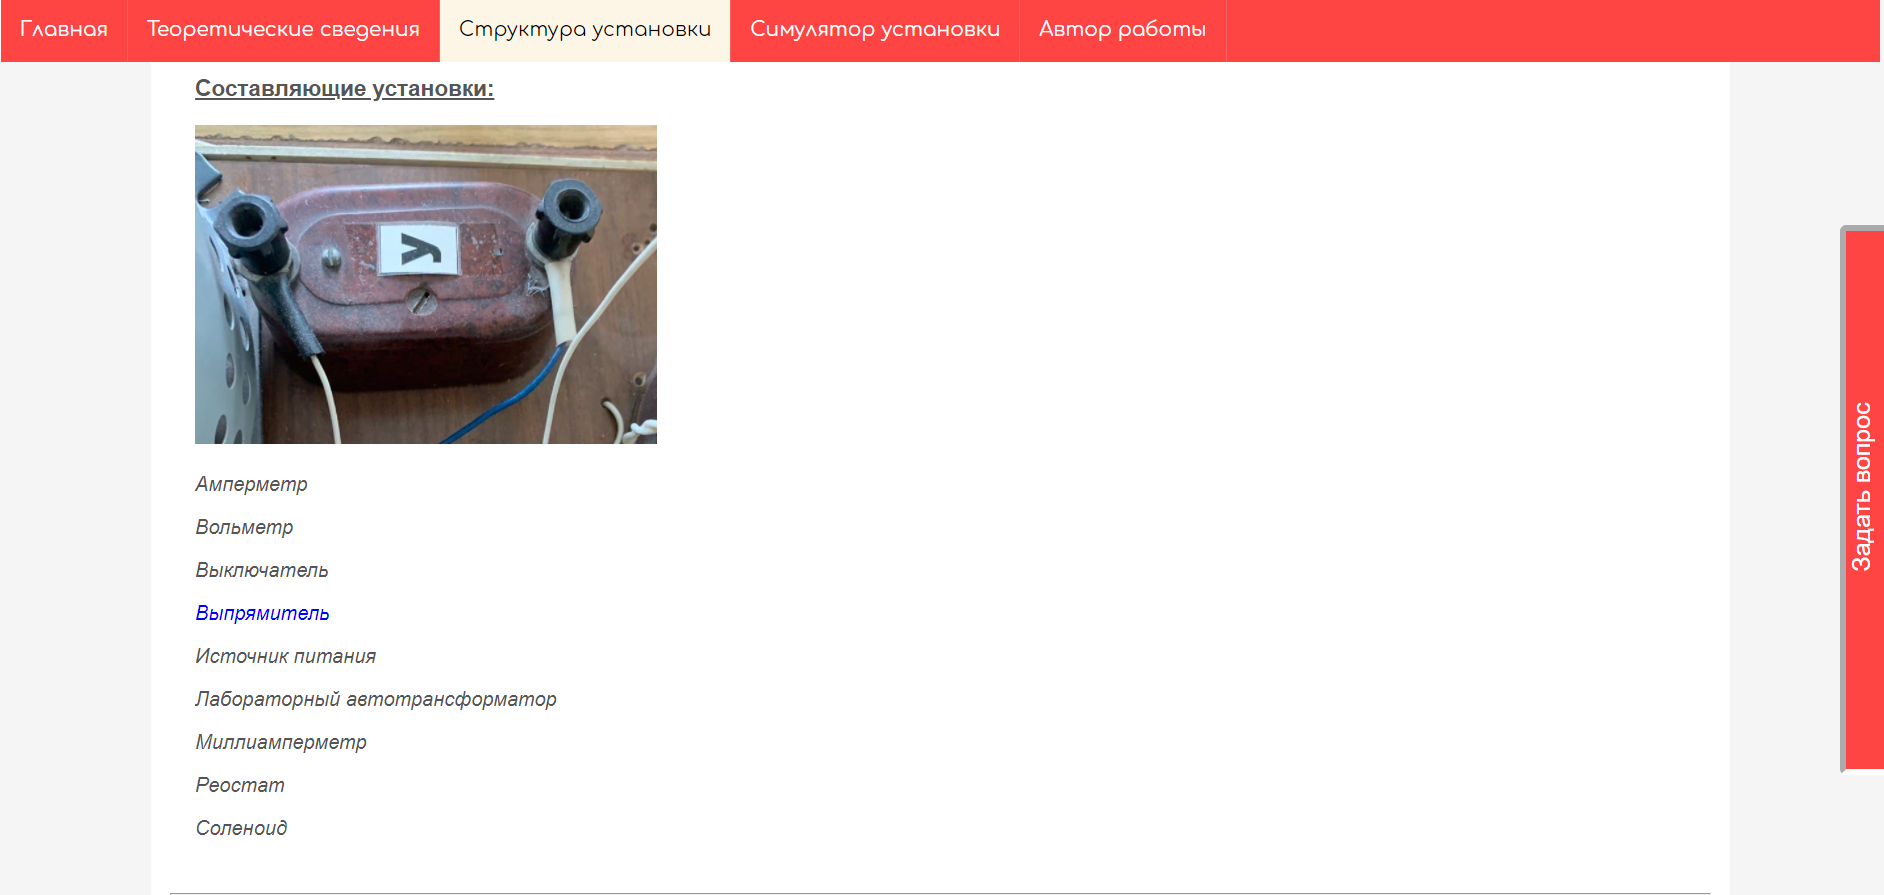 Главная
Теоретические сведения
Структура установки
Симулятор установки
Автор работы
Составляющие установки:
У
Амперметр
Вольметр
Выключатель
Выпрямитель
Источник питания
Лабораторный автотрансформатор
Миллиамперметр
Реостат
Соленоид
Задать вопрос